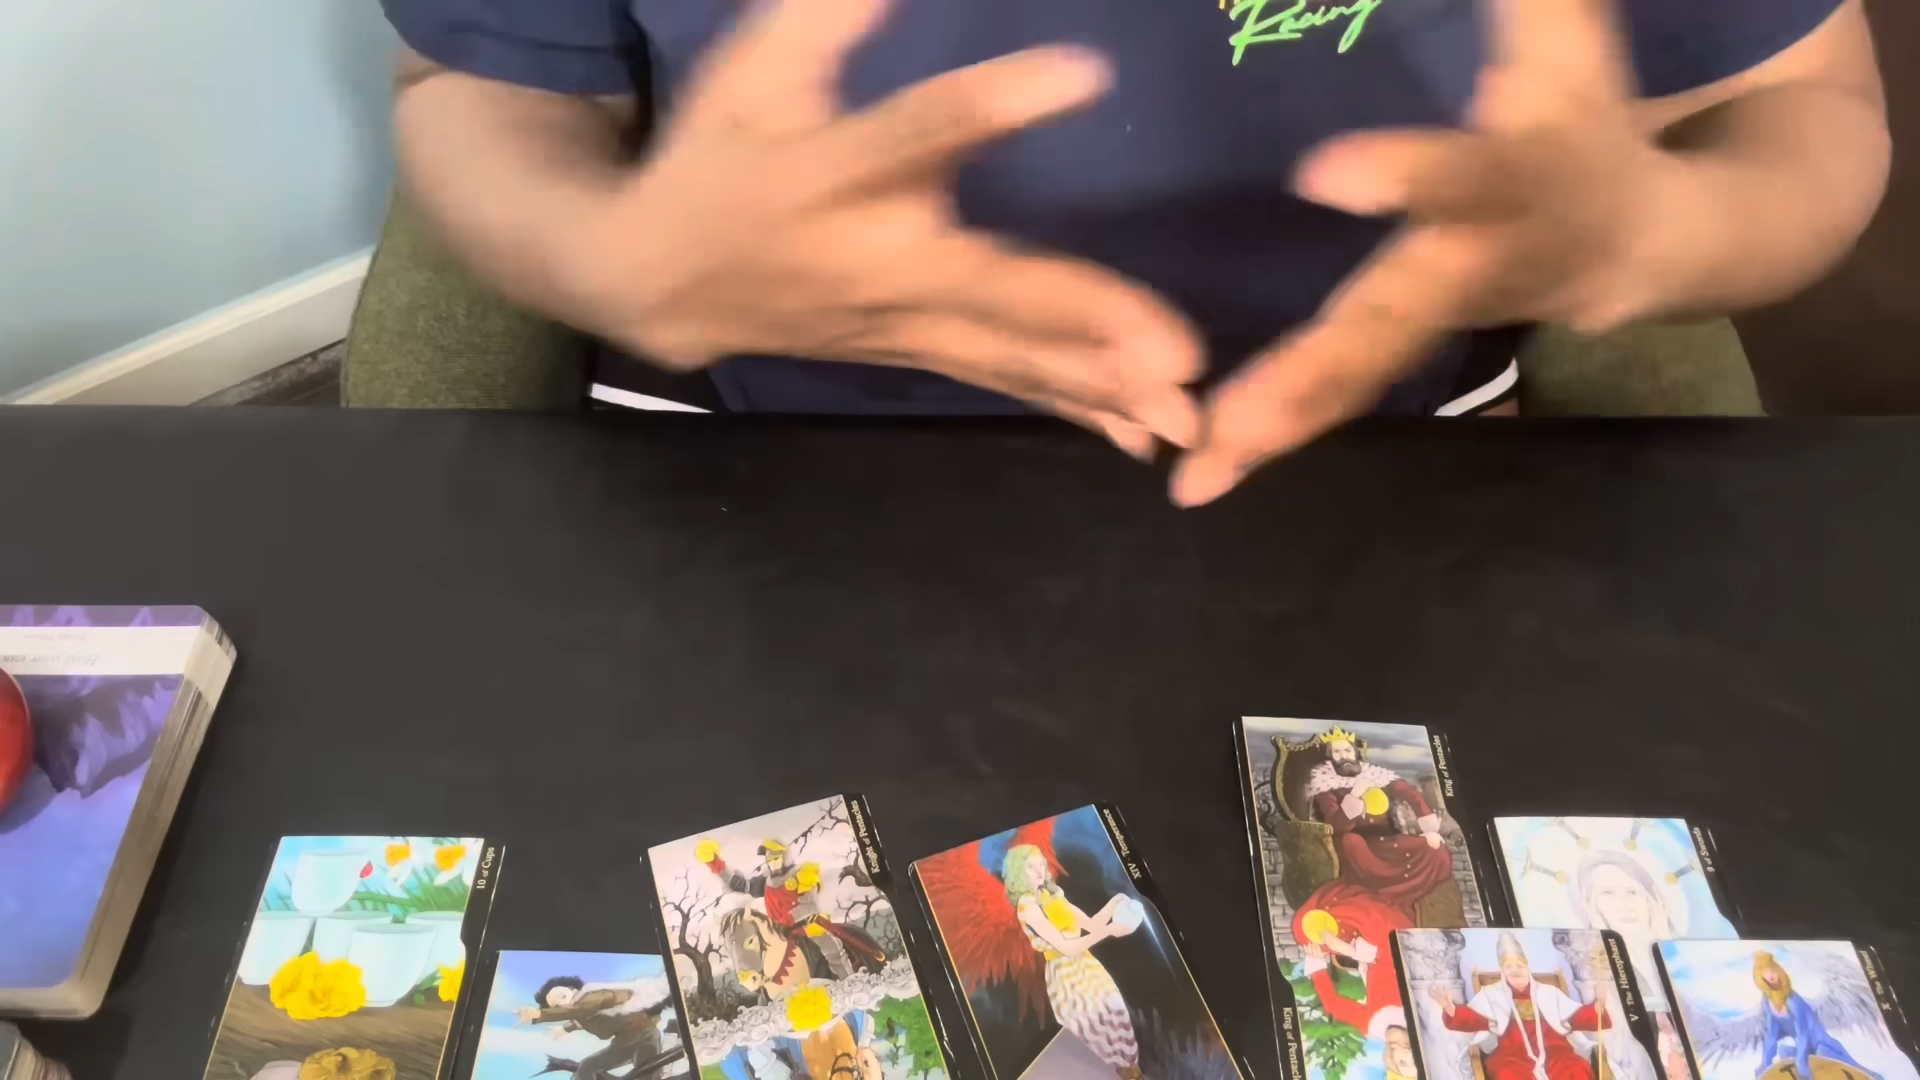 Racing
10 of Cups
Knight of Pentacles
XIV Temperance
King of Pentacles
King of Pentacles
9 of Swords
V The Hierophant
X The Wheel